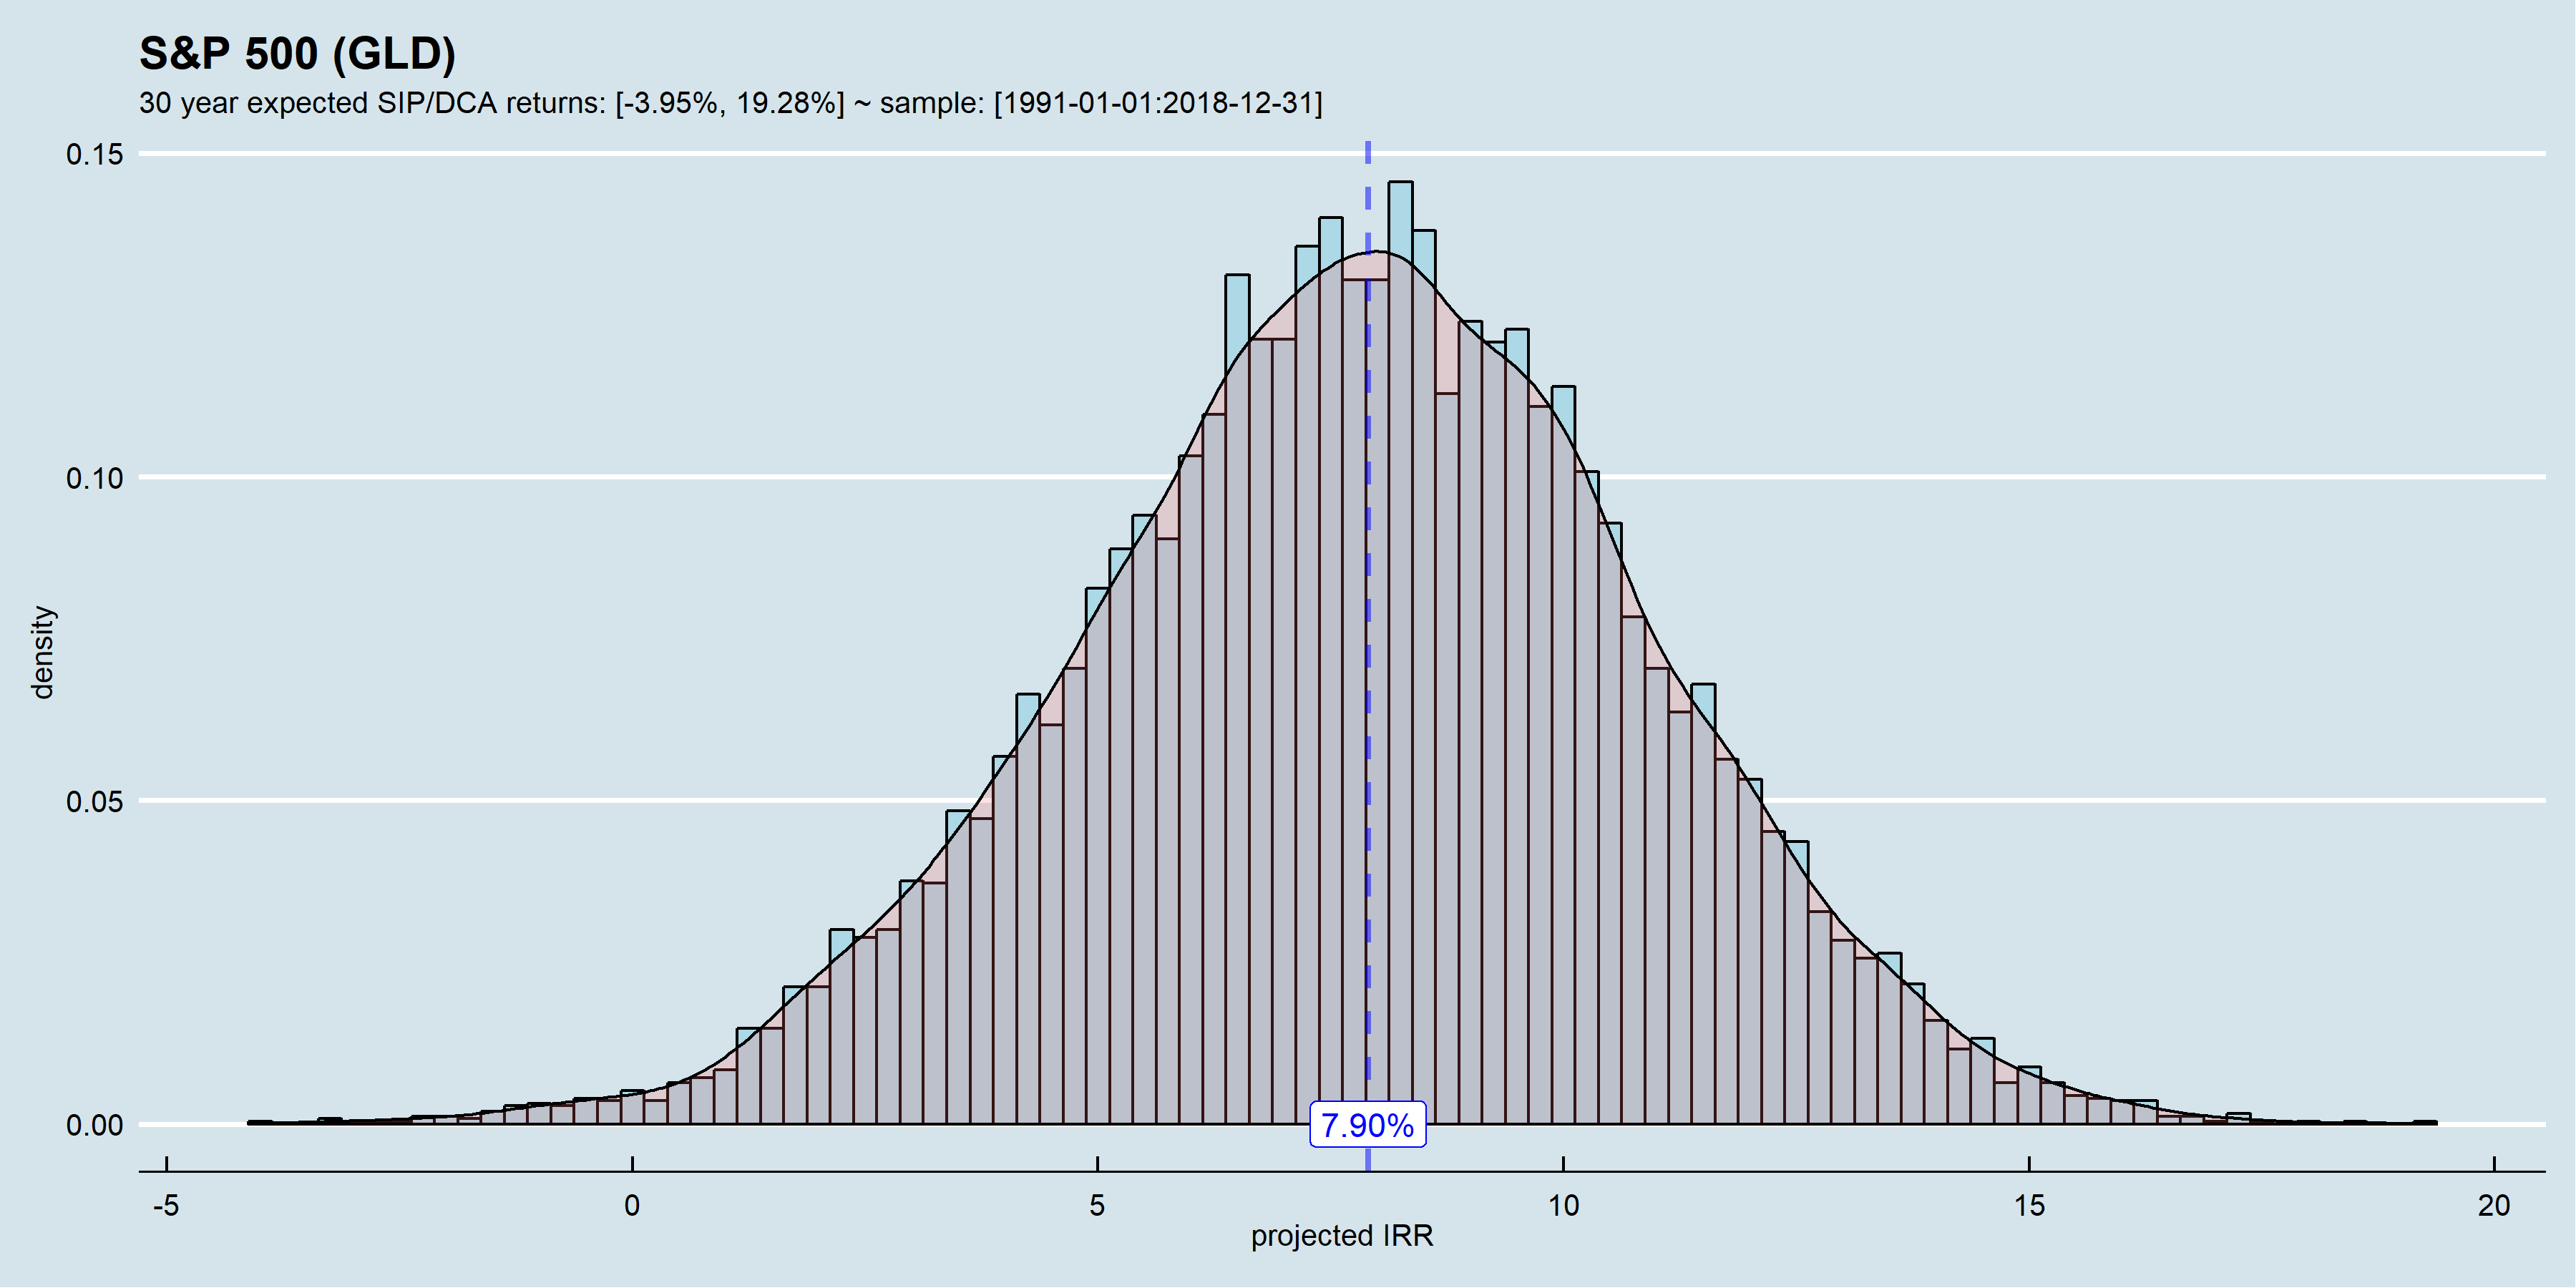 S&P 500 (GLD)
30 year expected SIP/DCA returns: [-3.95%, 19.28%] ~ sample: [1991-01-01:2018-12-31]
0.15
0.10
0.05
0.00
density
7.90%
-5 0 5 10 15 20
projected IRR